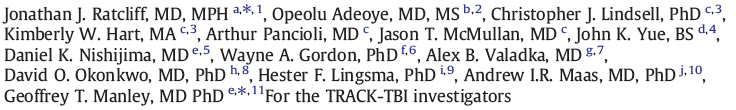 Jonathan J. Ratcliff, MD, MPH a,*,1, Opeolu Adeoye, MD, MS b,2, Christopher J. Lindsell, PhD c,3,
Kimberly W. Hart, MA c,3, Arthur Pancioli, MD c, Jason T. McMullan, MD c, John K. Yue, BS d,4,
Daniel K. Nishijima, MD e,5, Wayne A. Gordon, PhD f,6, Alex B. Valadka, MD g,7,
David O. Okonkwo, MD, PhD h,8, Hester F. Lingsma, PhD i,9, Andrew I.R. Maas, MD, PhD j,10,
Geoffrey T. Manley, MD PhD e,*,11For the TRACK-TBI investigators